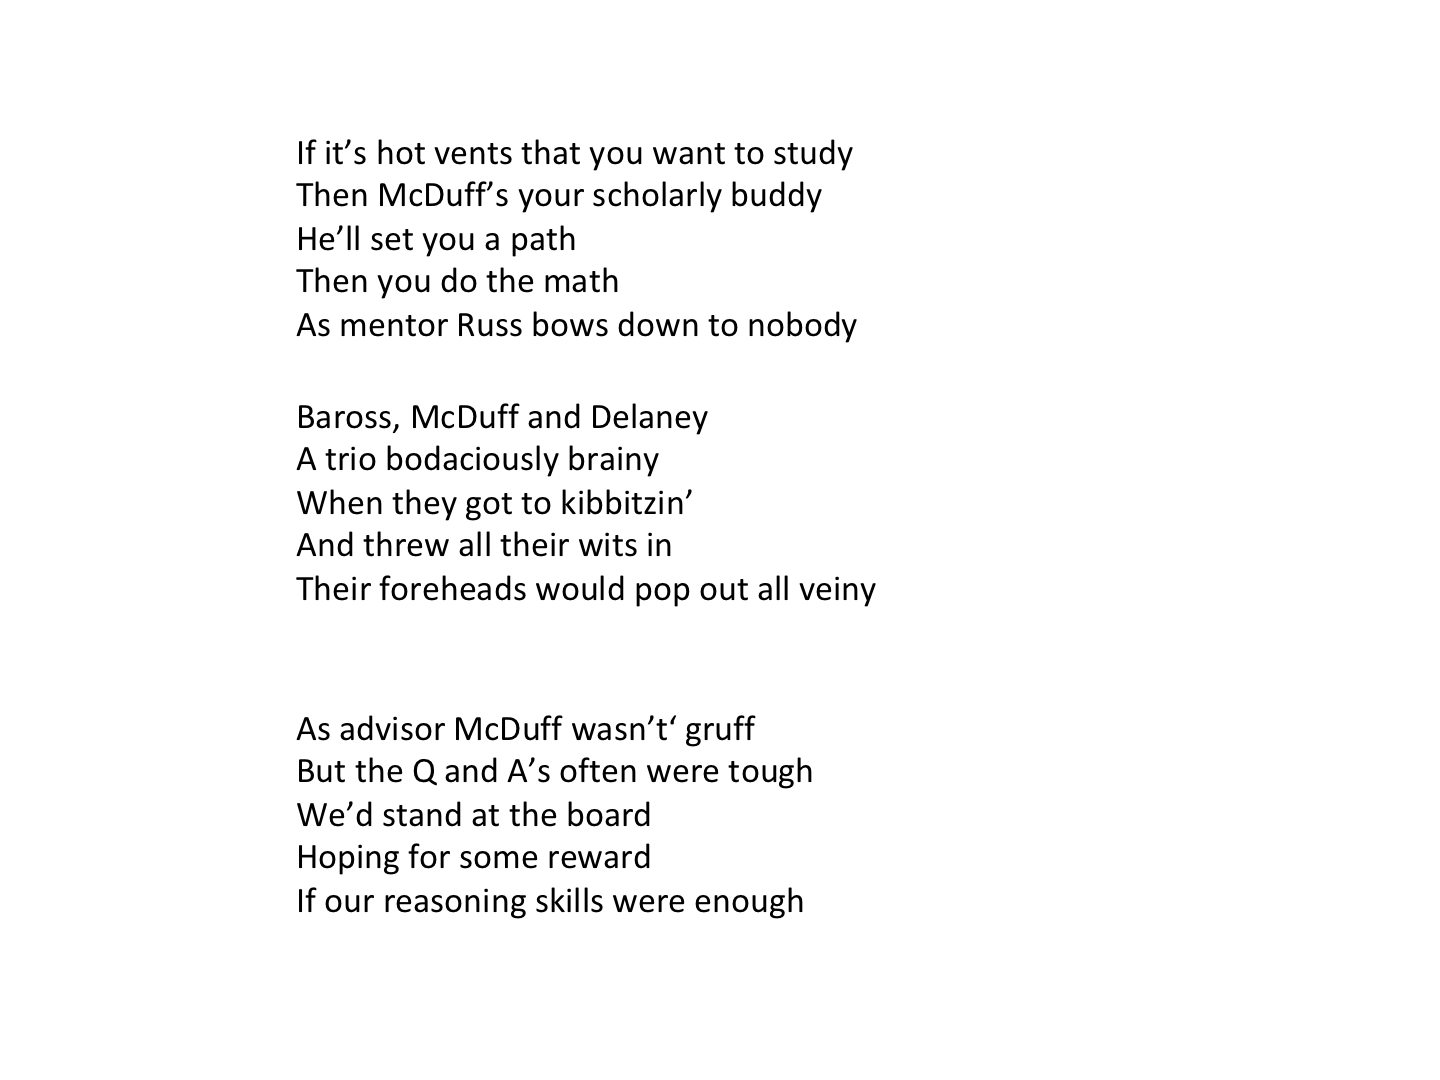 If it’s hot vents that you want to study
Then McDuff’s your scholarly buddy
He’ll set you a path
Then you do the math
As mentor Russ bows down to nobody
Baross, McDuff and Delaney
A trio bodaciously brainy
When they got to kibbitzin’
And threw all their wits in
Their foreheads would pop out all veiny
As advisor McDuff wasn’t‘ gruff
But the Q and A’s often were tough
We’d stand at the board
Hoping for some reward
If our reasoning skills were enough